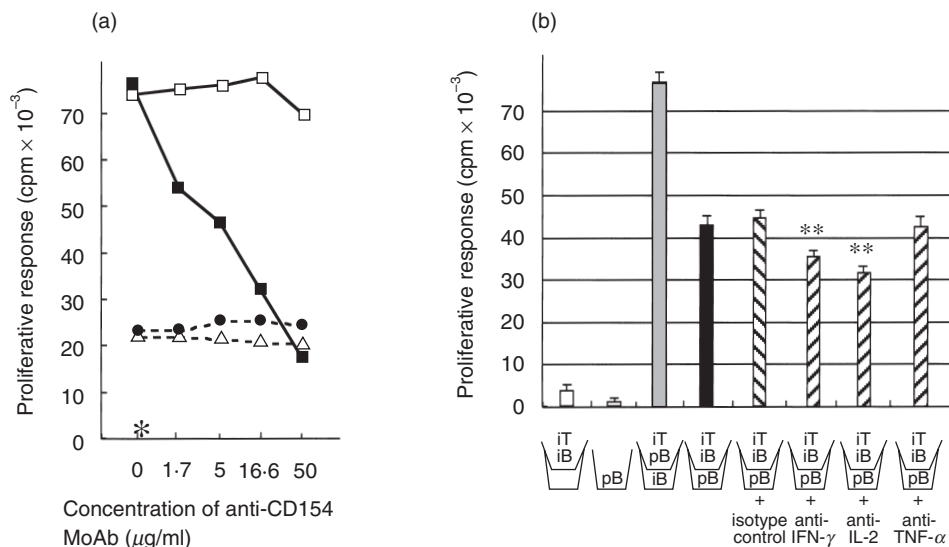 (a)
Proliferative response (cpm × 10⁻³)
70
60
50
40
30
20
10
0
*
0 1·7 5 16·6 50
Concentration of anti-CD154
MoAb (µg/ml)
(b)
Proliferative response (cpm × 10⁻³)
70
60
50
40
30
20
10
0
** **
iT iT iT iT iT iT iT
iB pB iB iB iB iB iB
pB iB pB pB pB pB pB
+ + + +
isotype anti- anti- anti-
control IFN-γ IL-2 TNF-α